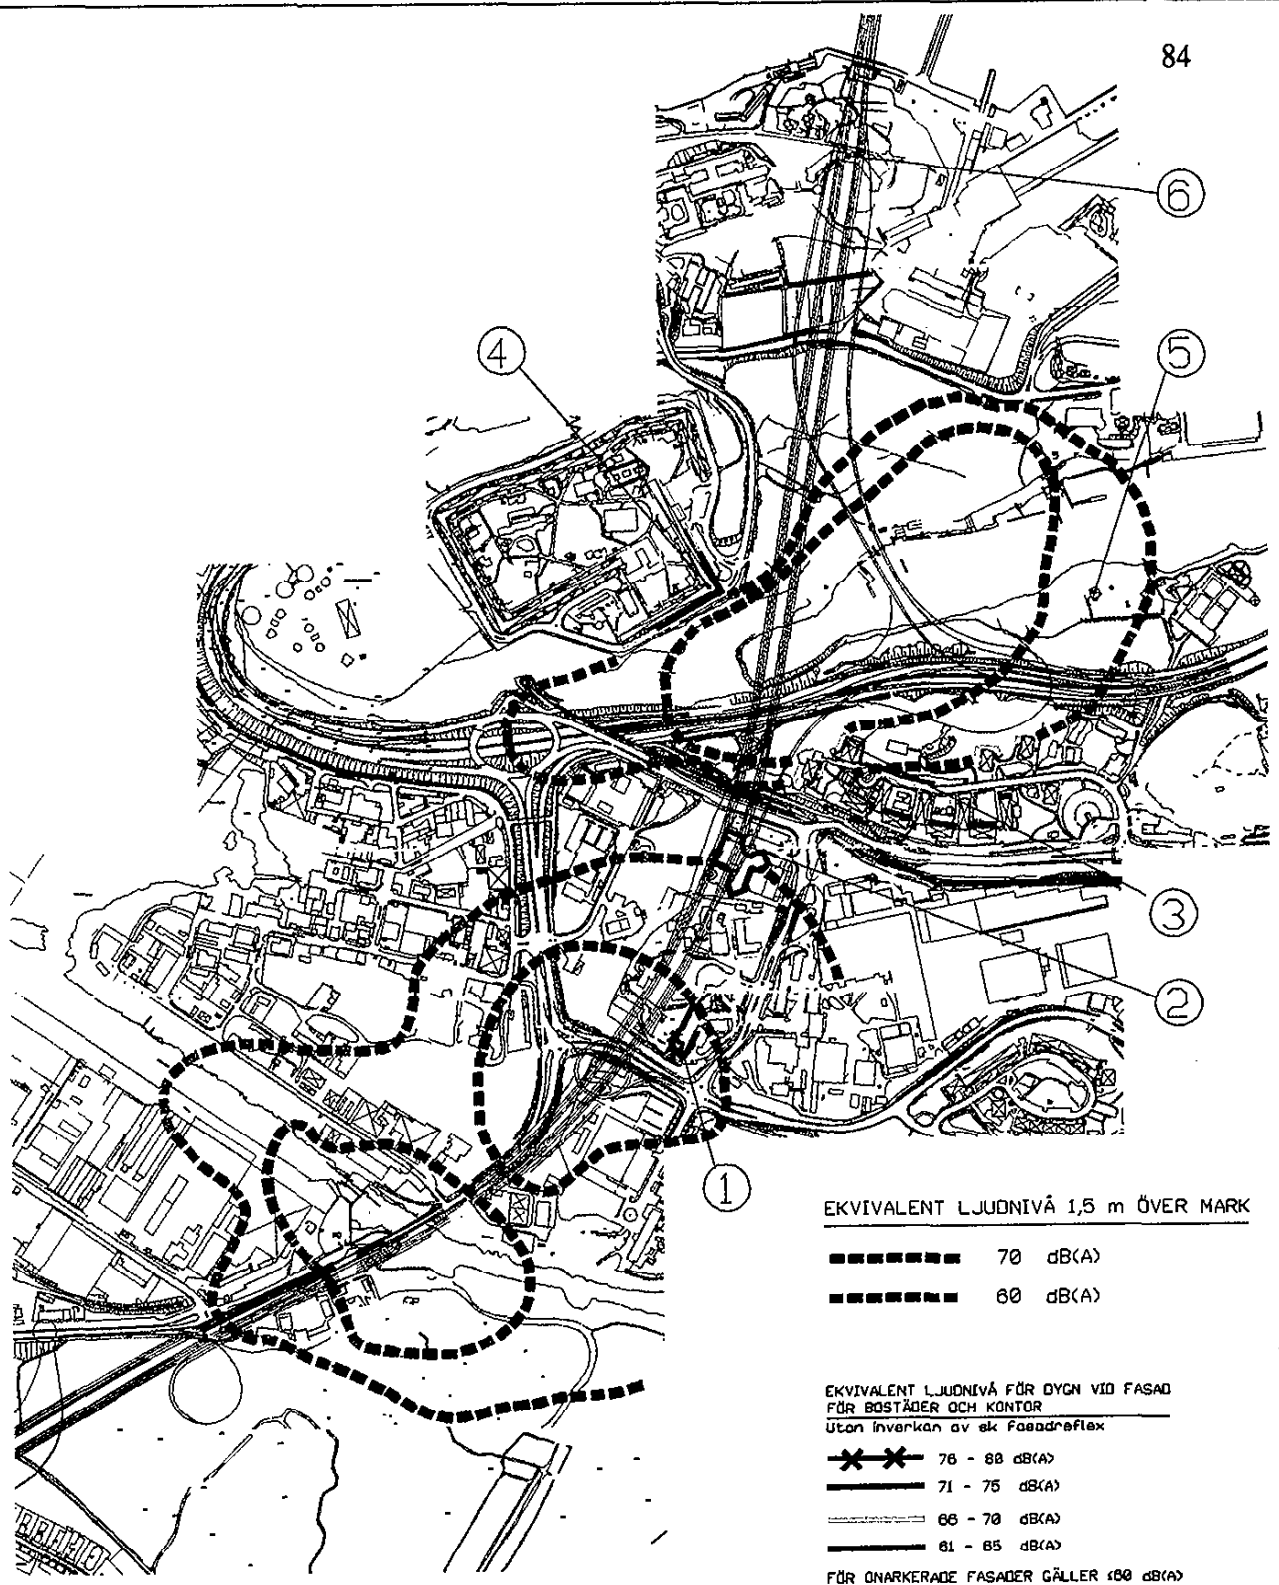 84
6
4
5
3
2
1
EKVIVALENT LJUDNIVÅ 1,5 m ÖVER MARK
70 dB(A)
60 dB(A)
EKVIVALENT LJUDNIVÅ FÖR DYGN VID FASAD
FÖR BOSTÄDER OCH KONTOR
Utan inverkan av sk Fasadreflex
76 - 80 dB(A)
71 - 75 dB(A)
66 - 70 dB(A)
61 - 65 dB(A)
FÖR OMARKERADE FASADER GÄLLER ≤60 dB(A)